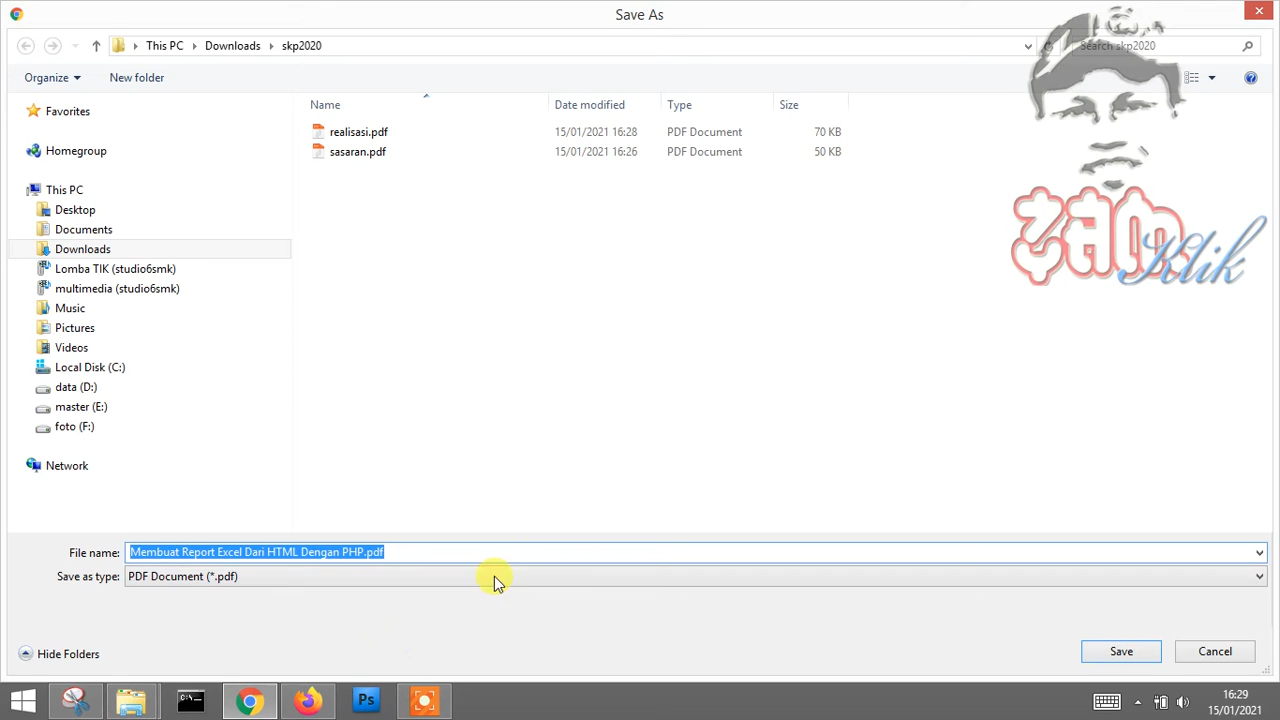 Save As
This PC
Downloads
skp2020
Search skp2020
Organize
New folder
Name
Date modified
Type
Size
realisasi.pdf 15/01/2021 16:28 PDF Document 70 KB
sasaran.pdf 15/01/2021 16:26 PDF Document 50 KB
Favorites
Homegroup
This PC
Desktop
Documents
Downloads
Lomba TIK (studio6smk)
multimedia (studio6smk)
Music
Pictures
Videos
Local Disk (C:)
data (D:)
master (E:)
foto (F:)
Network
File name: Membuat Report Excel Dari HTML Dengan PHP.pdf
Save as type: PDF Document (*.pdf)
Hide Folders
Save
Cancel
zam
Klik
Ps
16:29
15/01/2021